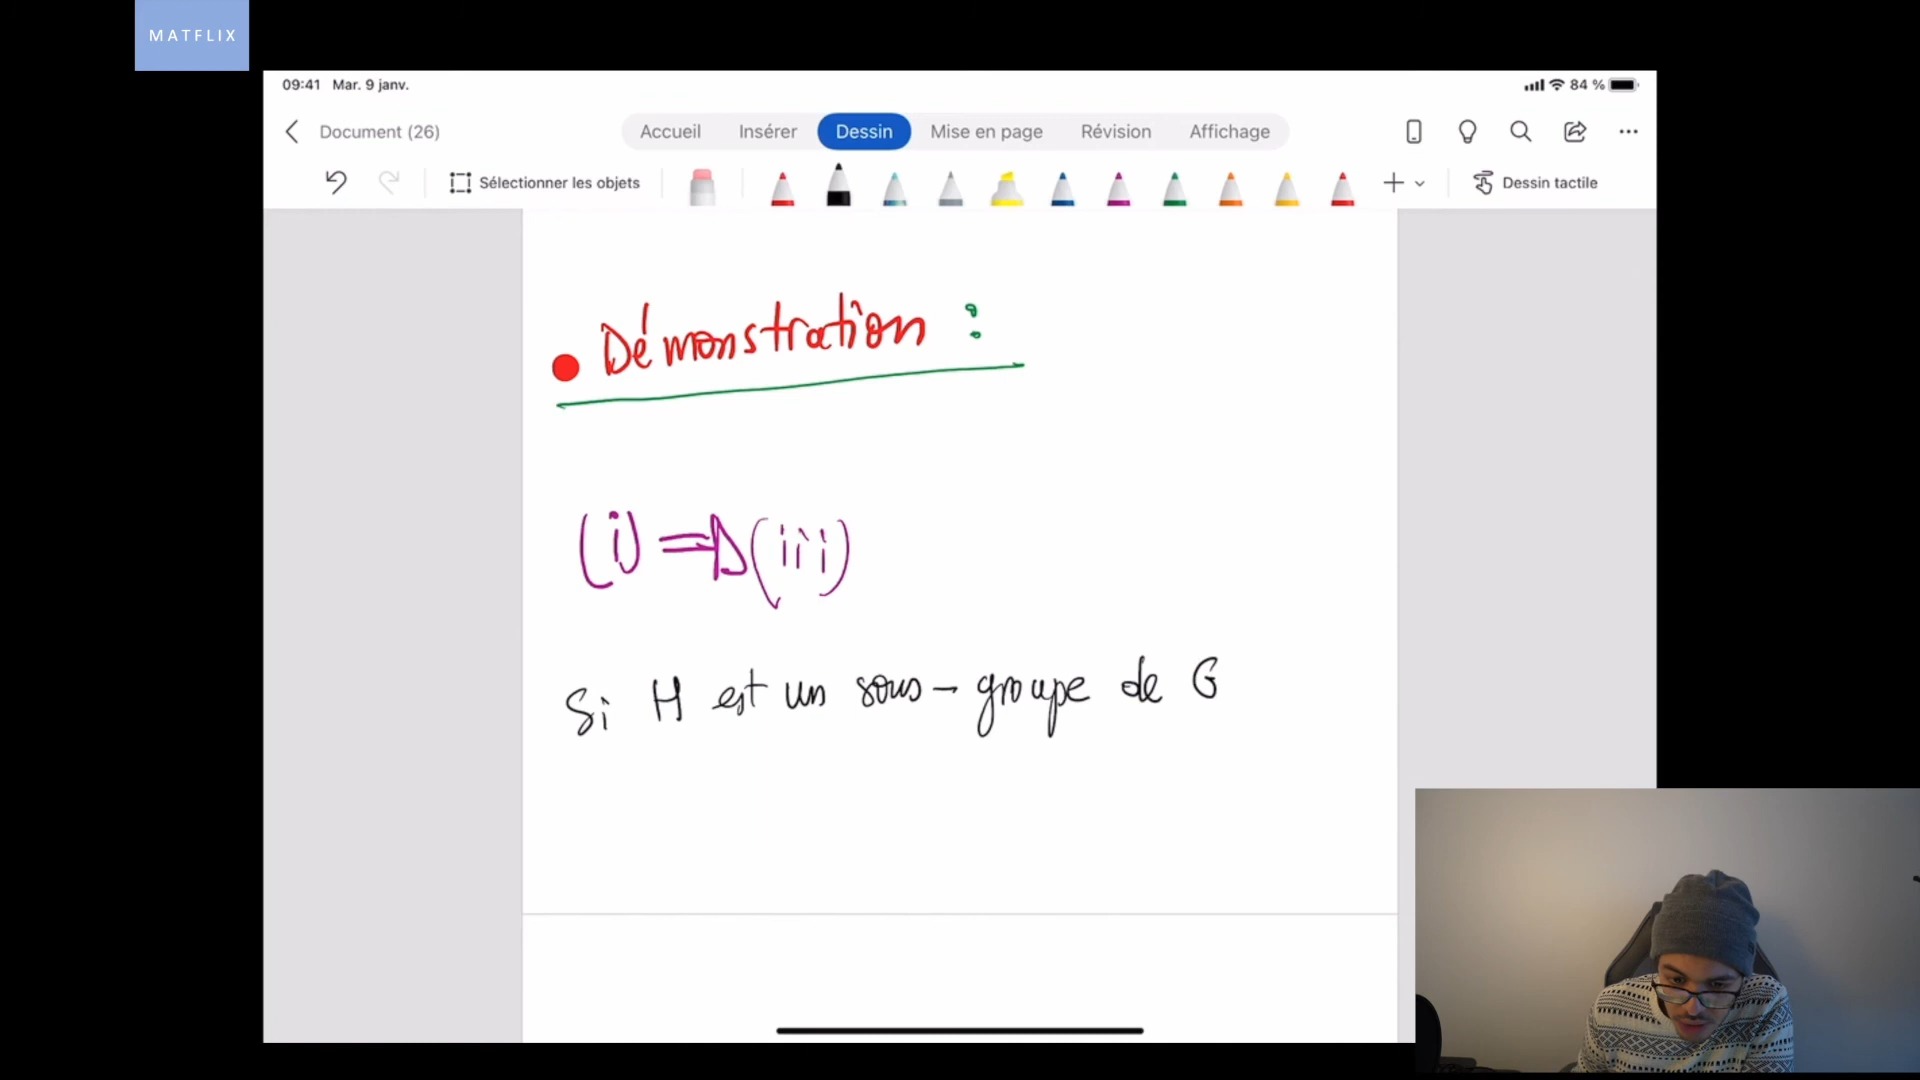 MATFLIX
09:41 Mar. 9 janv. 84 %
Document (26) Accueil Insérer Dessin Mise en page Révision Affichage
Sélectionner les objets Dessin tactile
Démonstration :
(i) => (iii)
Si H est un sous-groupe de G